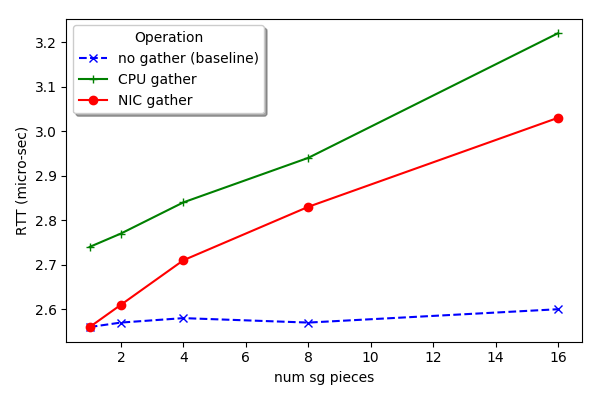 Operation
no gather (baseline)
CPU gather
NIC gather
RTT (micro-sec)
3.2
3.1
3.0
2.9
2.8
2.7
2.6
2 4 6 8 10 12 14 16
num sg pieces